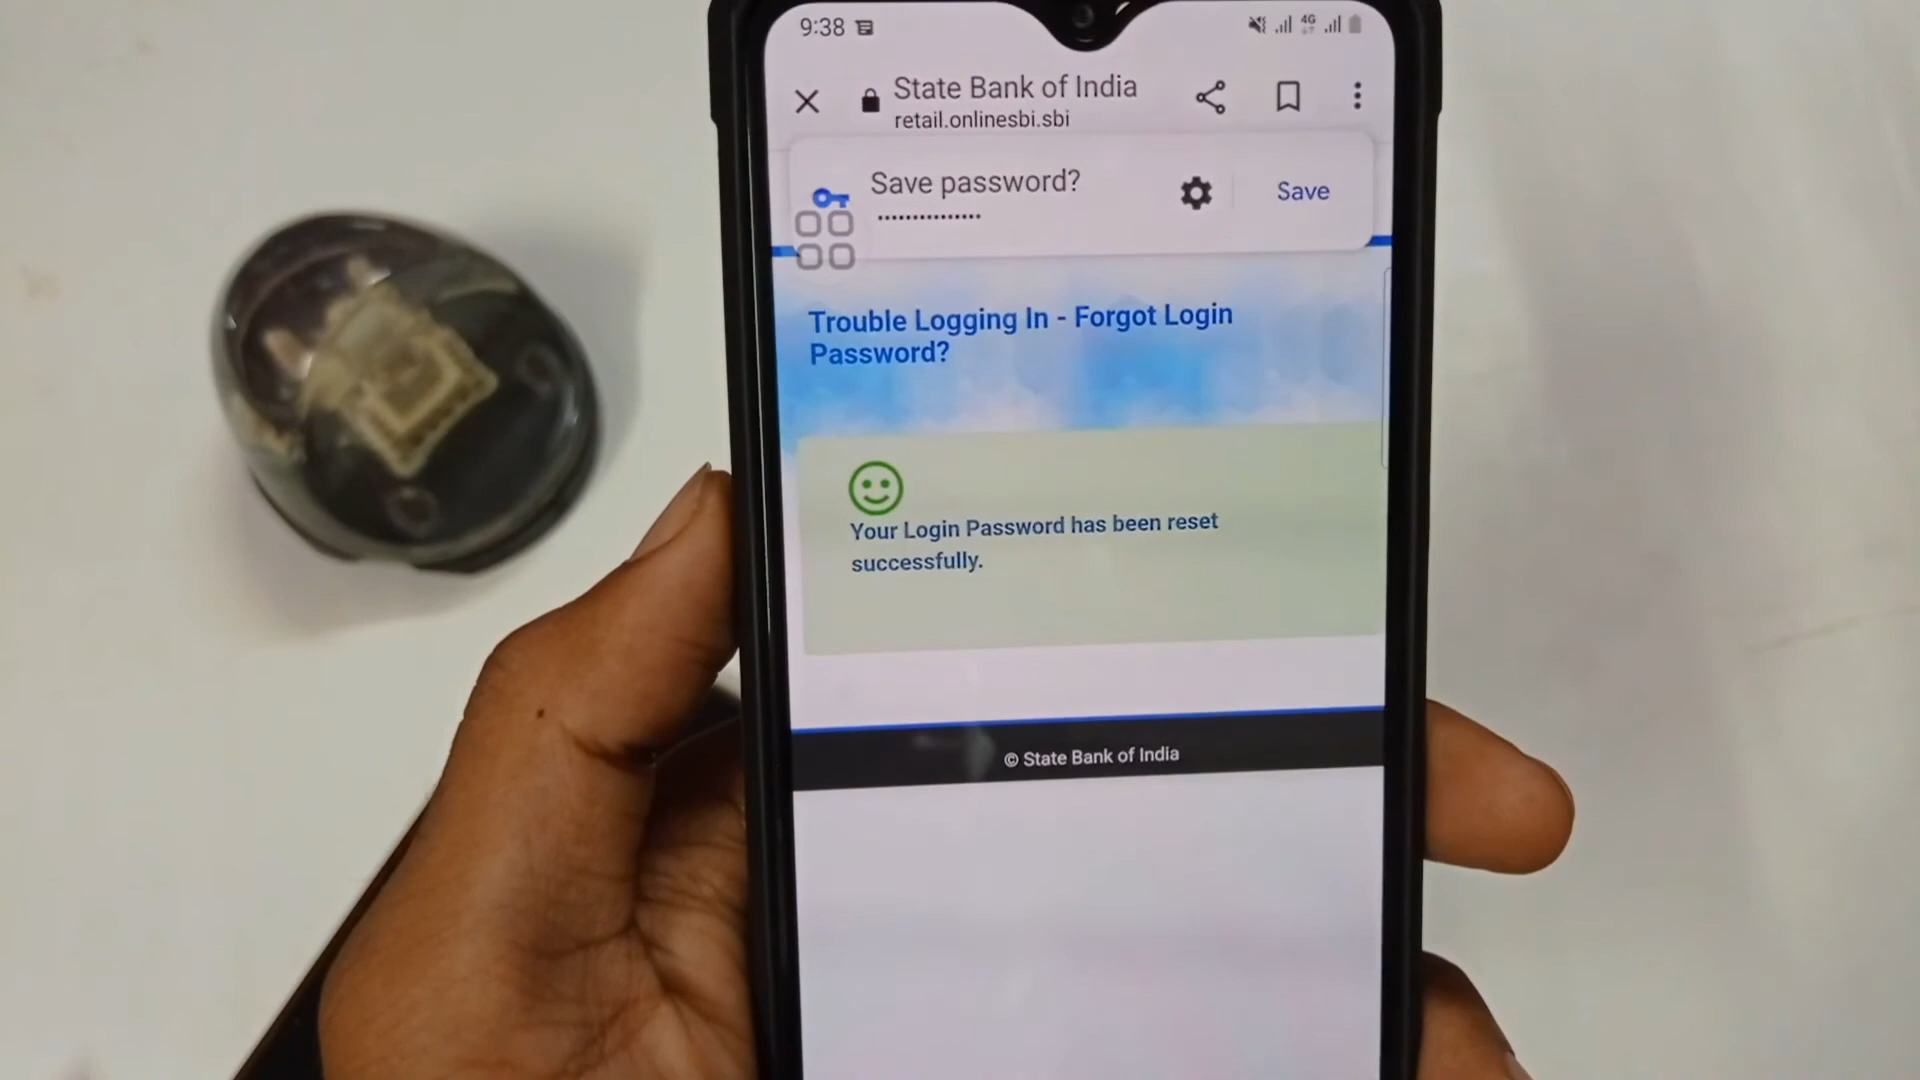 9:38
4G
State Bank of India
retail.onlinesbi.sbi
Save password?
••••••••••••••••
Save
Trouble Logging In - Forgot Login
Password?
Your Login Password has been reset
successfully.
© State Bank of India